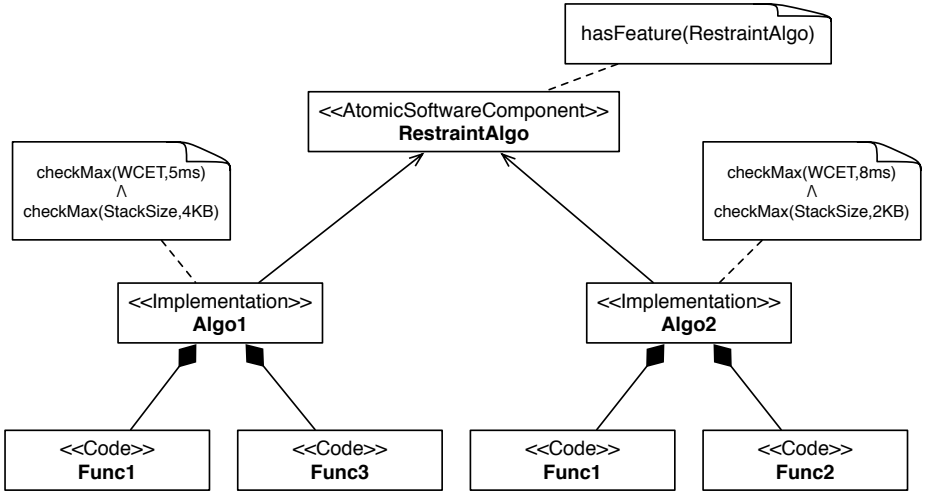 hasFeature(RestraintAlgo)
<<AtomicSoftwareComponent>>
RestraintAlgo
checkMax(WCET,5ms)
Λ
checkMax(StackSize,4KB)
checkMax(WCET,8ms)
Λ
checkMax(StackSize,2KB)
<<Implementation>>
Algo1
<<Implementation>>
Algo2
<<Code>>
Func1
<<Code>>
Func3
<<Code>>
Func1
<<Code>>
Func2